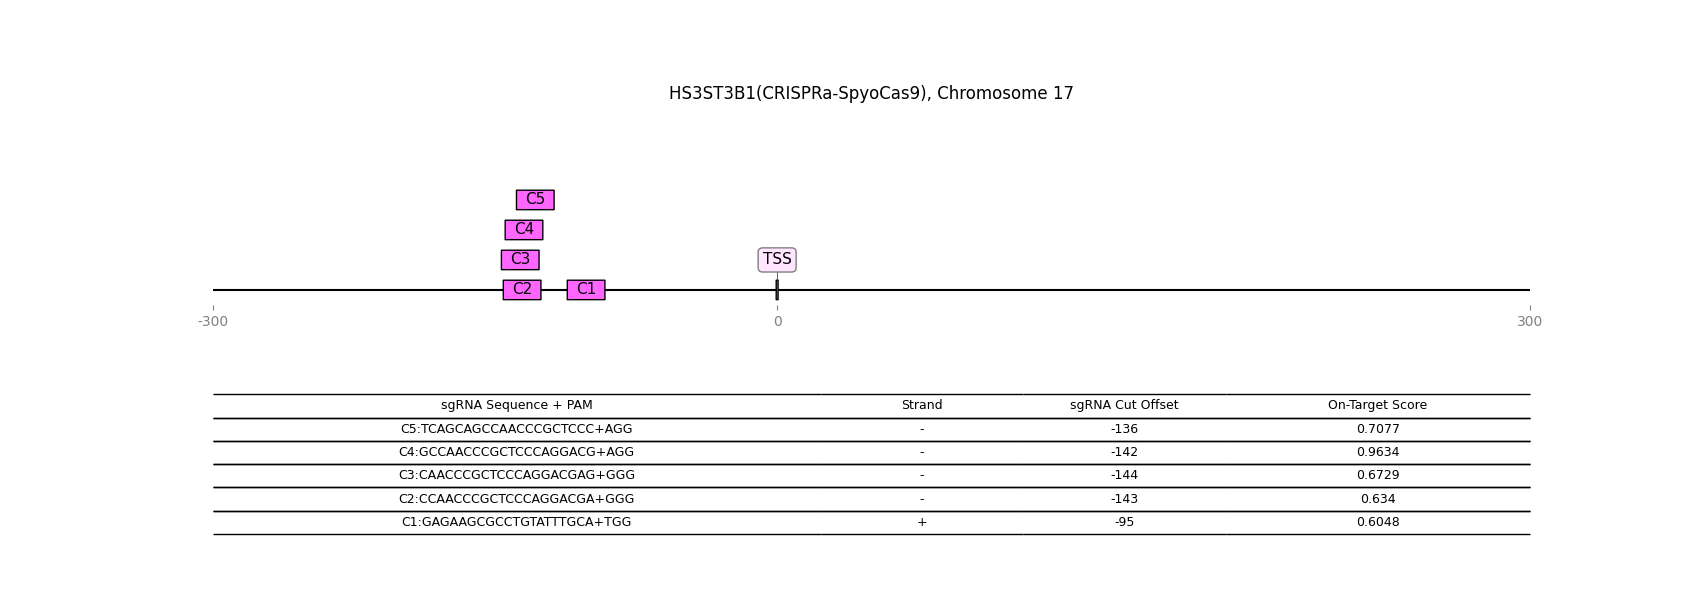 HS3ST3B1(CRISPRa-SpyoCas9), Chromosome 17
C5
C4
C3
TSS
C2
C1
-300
0
300
sgRNA Sequence + PAM Strand sgRNA Cut Offset On-Target Score
C5:TCAGCAGCCAACCCGCTCCC+AGG - -136 0.7077
C4:GCCAACCCGCTCCCAGGACG+AGG - -142 0.9634
C3:CAACCCGCTCCCAGGACGAG+GGG - -144 0.6729
C2:CCAACCCGCTCCCAGGACGA+GGG - -143 0.634
C1:GAGAAGCGCCTGTATTTGCA+TGG + -95 0.6048